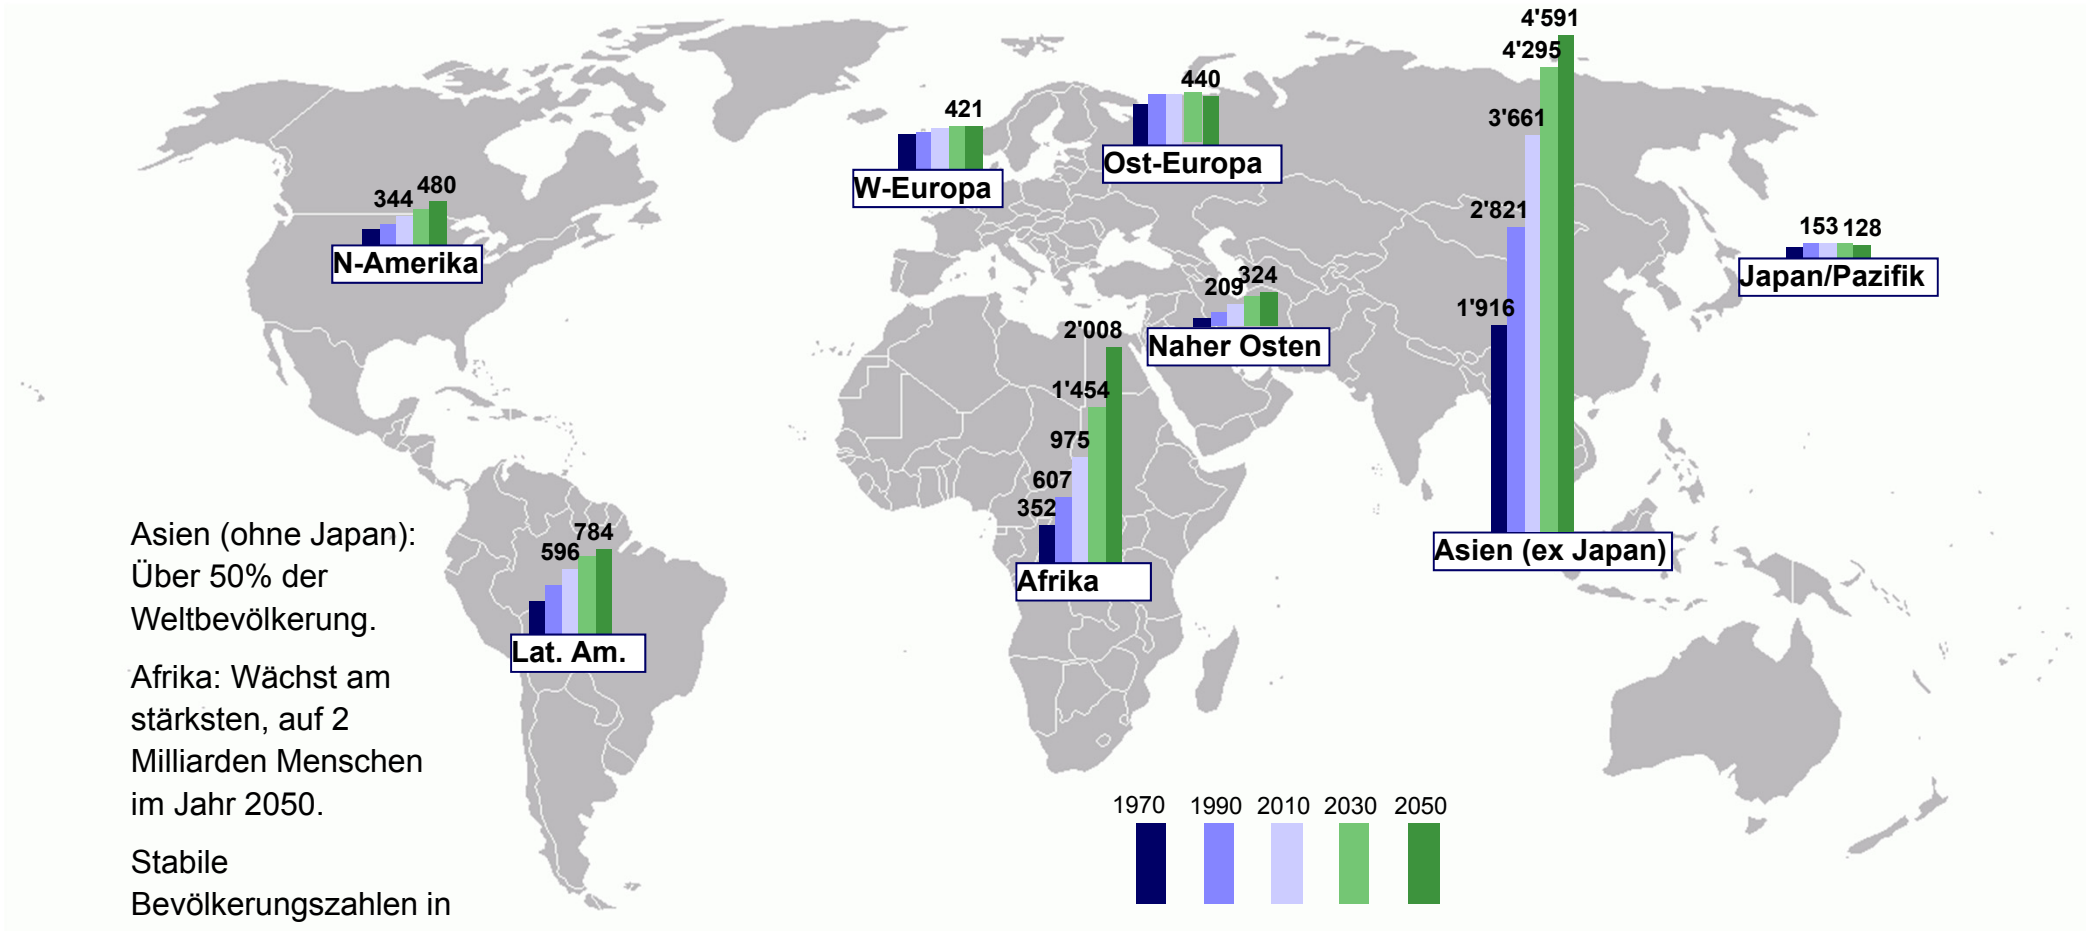 4'591
4'295
3'661
2'821
1'916
Asien (ex Japan)
440
Ost-Europa
421
W-Europa
344 480
N-Amerika
153 128
Japan/Pazifik
209 324
Naher Osten
2'008
1'454
975
607
352
Afrika
784
596
Lat. Am.
Asien (ohne Japan):
Über 50% der
Weltbevölkerung.
Afrika: Wächst am
stärksten, auf 2
Milliarden Menschen
im Jahr 2050.
Stabile
Bevölkerungszahlen in
1970 1990 2010 2030 2050